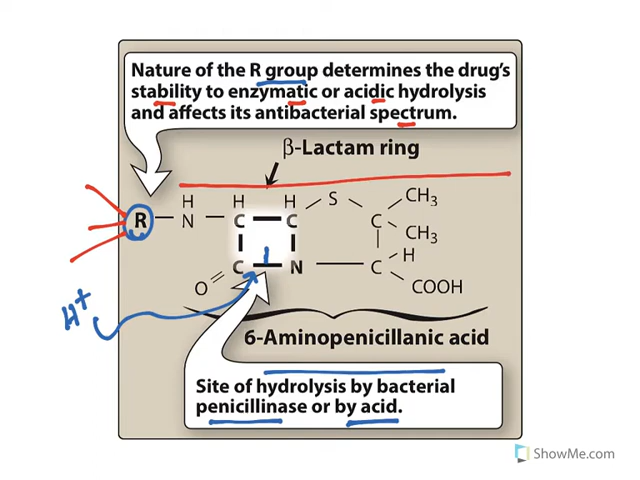 Nature of the R group determines the drug's
stability to enzymatic or acidic hydrolysis
and affects its antibacterial spectrum.
β-Lactam ring
H H H S CH3
R N C C C CH3
H
C N C
O COOH
H+
6-Aminopenicillanic acid
Site of hydrolysis by bacterial
penicillinase or by acid.
ShowMe.com